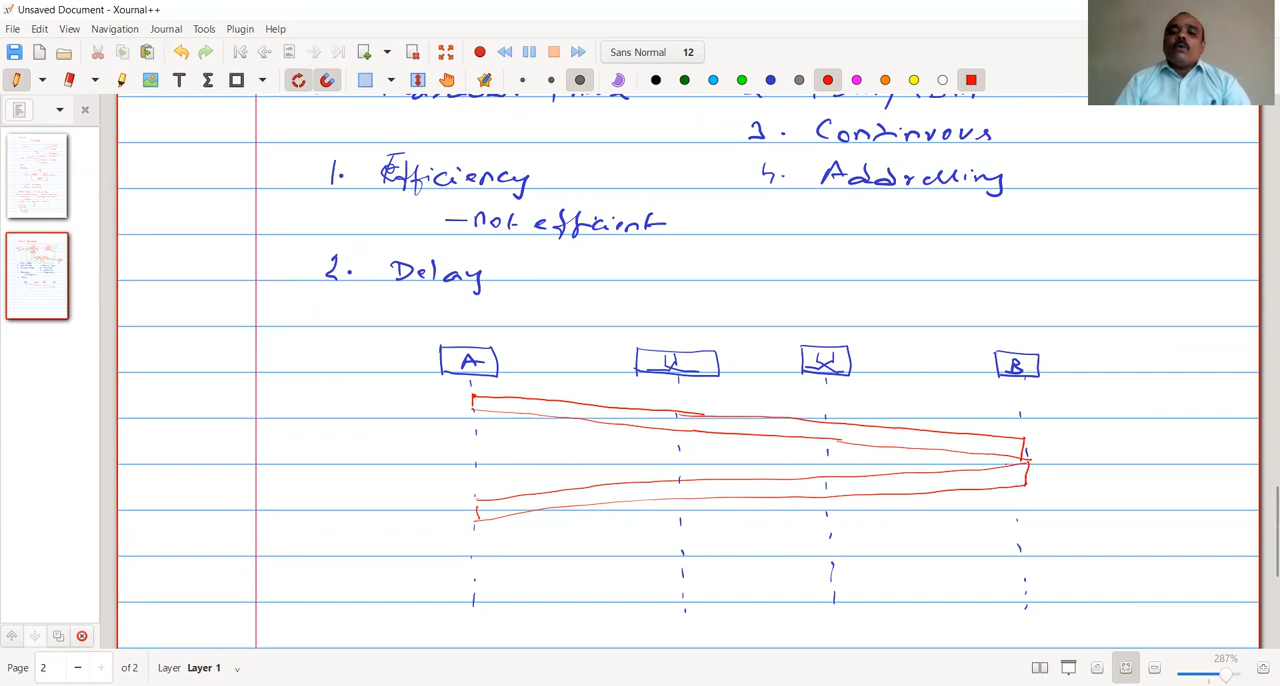 Unsaved Document - Xournal++
File Edit View Navigation Journal Tools Plugin Help
Sans Normal 12
3. Continuous
1. Efficiency
4. Addressing
- not efficient
2. Delay
A
B
Page 2 of 2 Layer Layer 1
287%